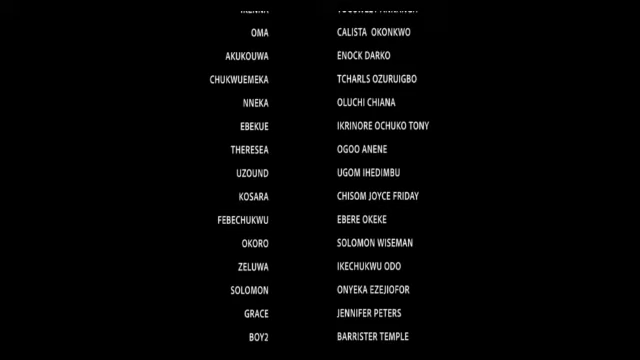 OMA CALISTA OKONKWO
AKUKOUWA ENOCK DARKO
CHUKWUEMEKA TCHARLS OZURUIGBO
NNEKA OLUCHI CHIANA
EBEKUE IKRINORE OCHUKO TONY
THERESEA OGOO ANENE
UZOUND UGOM IHEDIMBU
KOSARA CHISOM JOYCE FRIDAY
FEBECHUKWU EBERE OKEKE
OKORO SOLOMON WISEMAN
ZELUWA IKECHUKWU ODO
SOLOMON ONYEKA EZEJIOFOR
GRACE JENNIFER PETERS
BOY2 BARRISTER TEMPLE